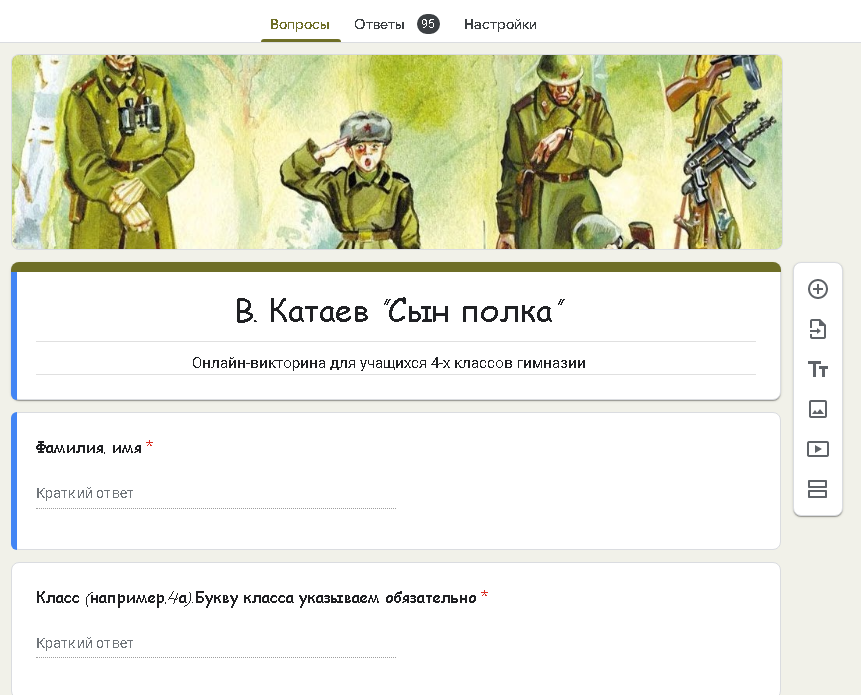 Вопросы Ответы 95 Настройки
В. Катаев "Сын полка"
Онлайн-викторина для учащихся 4-х классов гимназии
Фамилия, имя *
Краткий ответ
Класс (например,4а).Букву класса указываем обязательно *
Краткий ответ